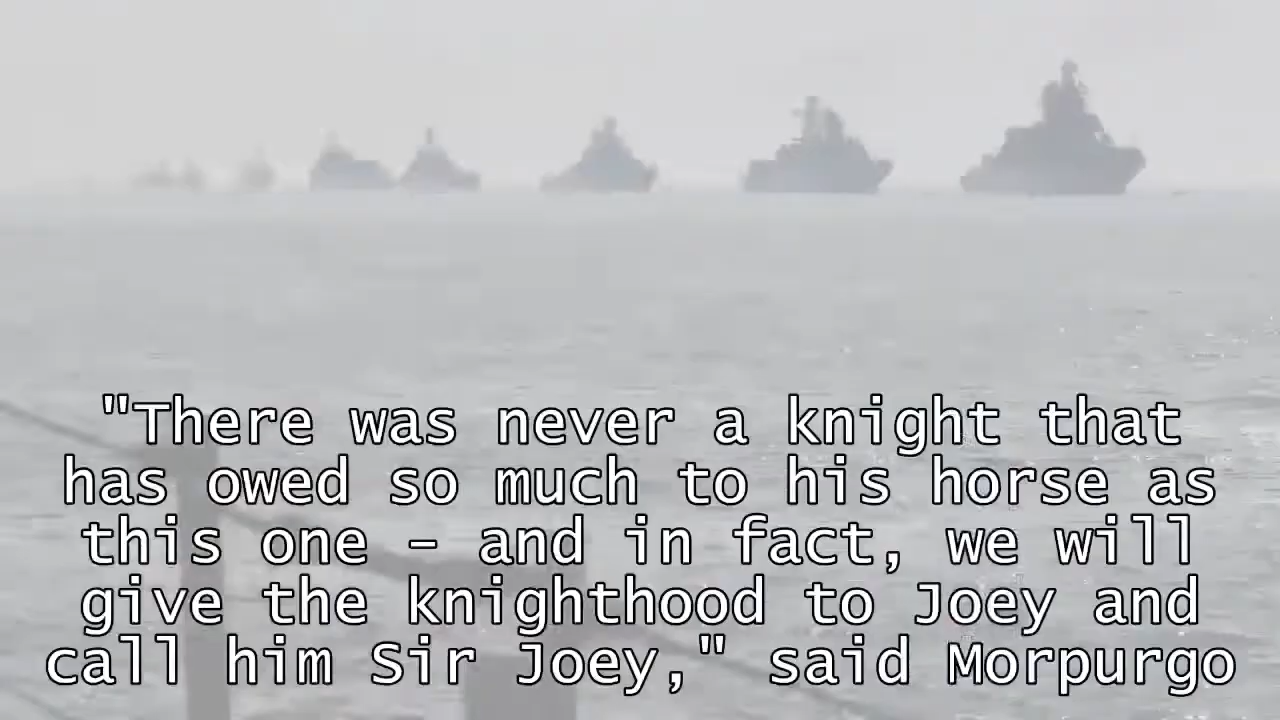 "There was never a knight that
has owed so much to his horse as
this one – and in fact, we will
give the knighthood to Joey and
call him Sir Joey," said Morpurgo